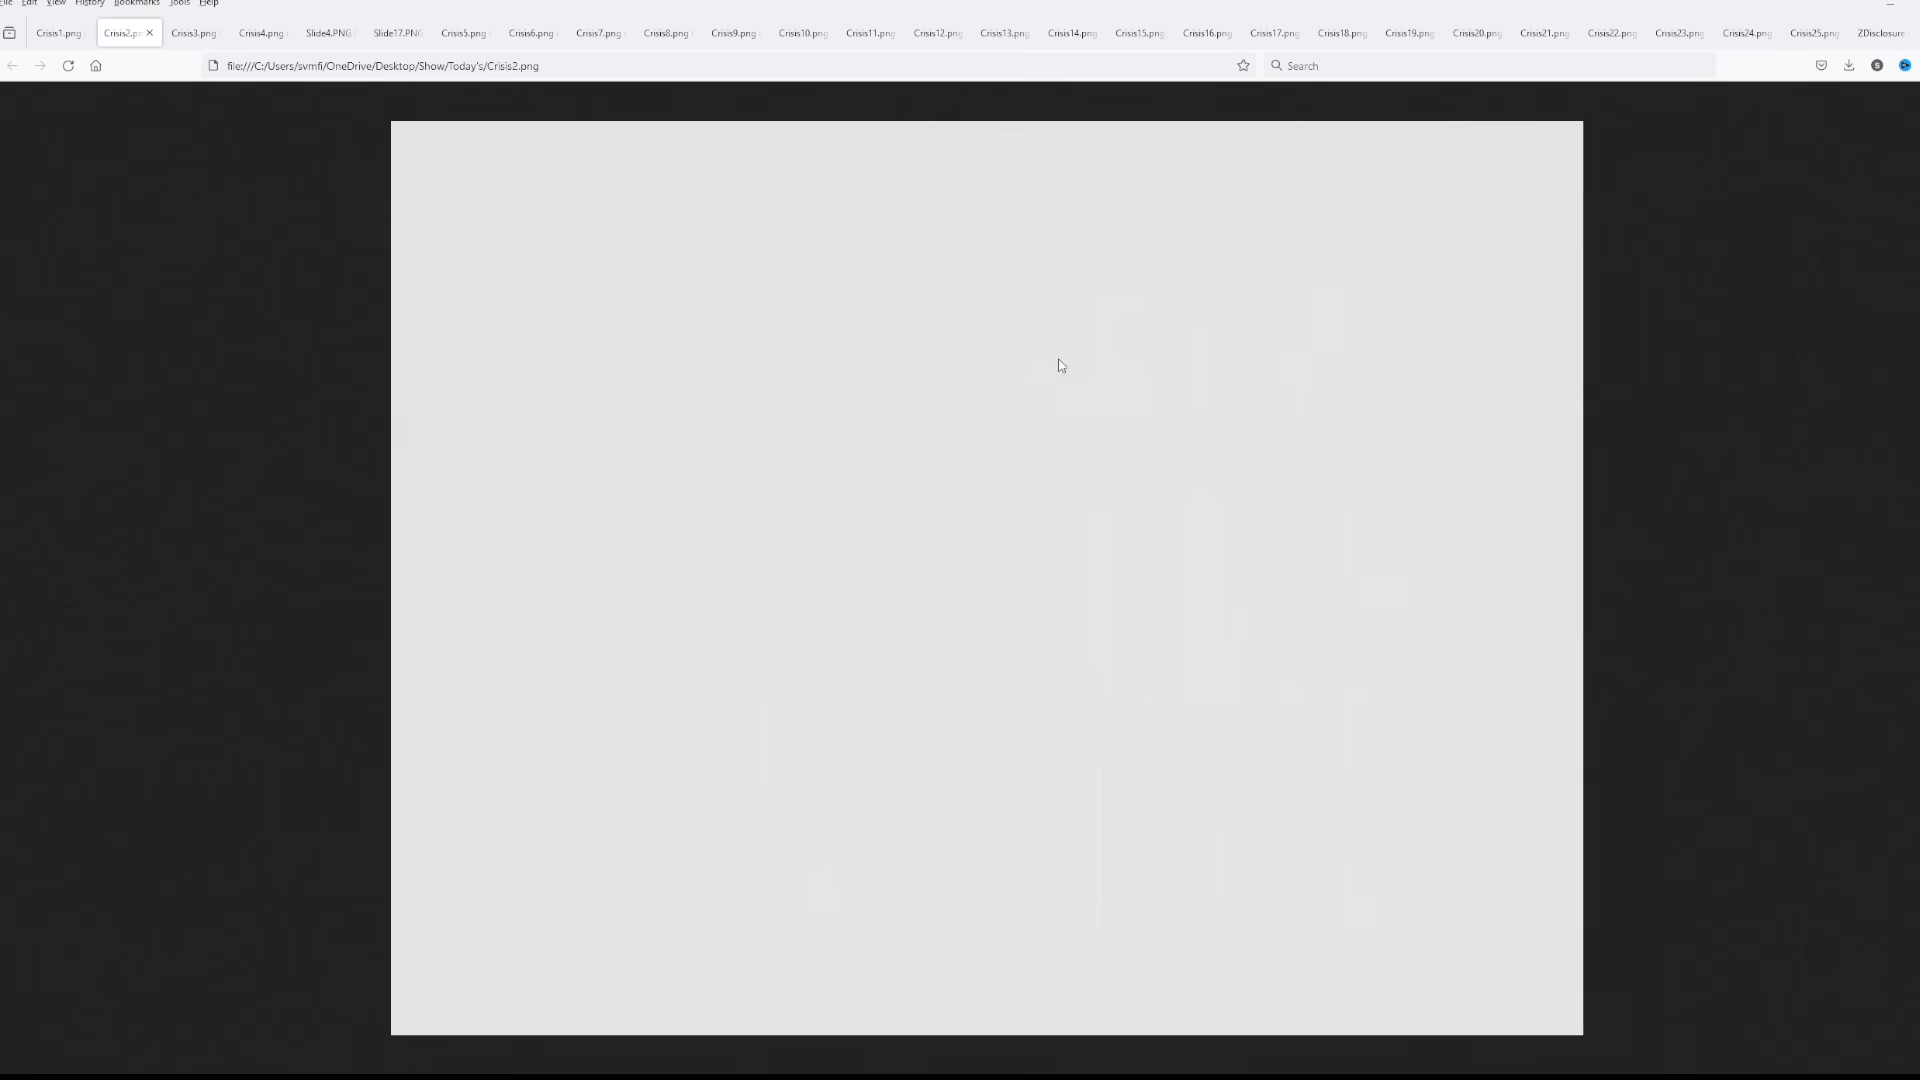 File Edit View History Bookmarks Tools Help
Crisis1.png Crisis2.pn Crisis3.png Crisis4.png Slide4.PNG Slide17.PNG Crisis5.png Crisis6.png Crisis7.png Crisis8.png Crisis9.png Crisis10.png Crisis11.png Crisis12.png Crisis13.png Crisis14.png Crisis15.png Crisis16.png Crisis17.png Crisis18.png Crisis19.png Crisis20.png Crisis21.png Crisis22.png Crisis23.png Crisis24.png Crisis25.png ZDisclosure
file:///C:/Users/svmfi/OneDrive/Desktop/Show/Today's/Crisis2.png Search S